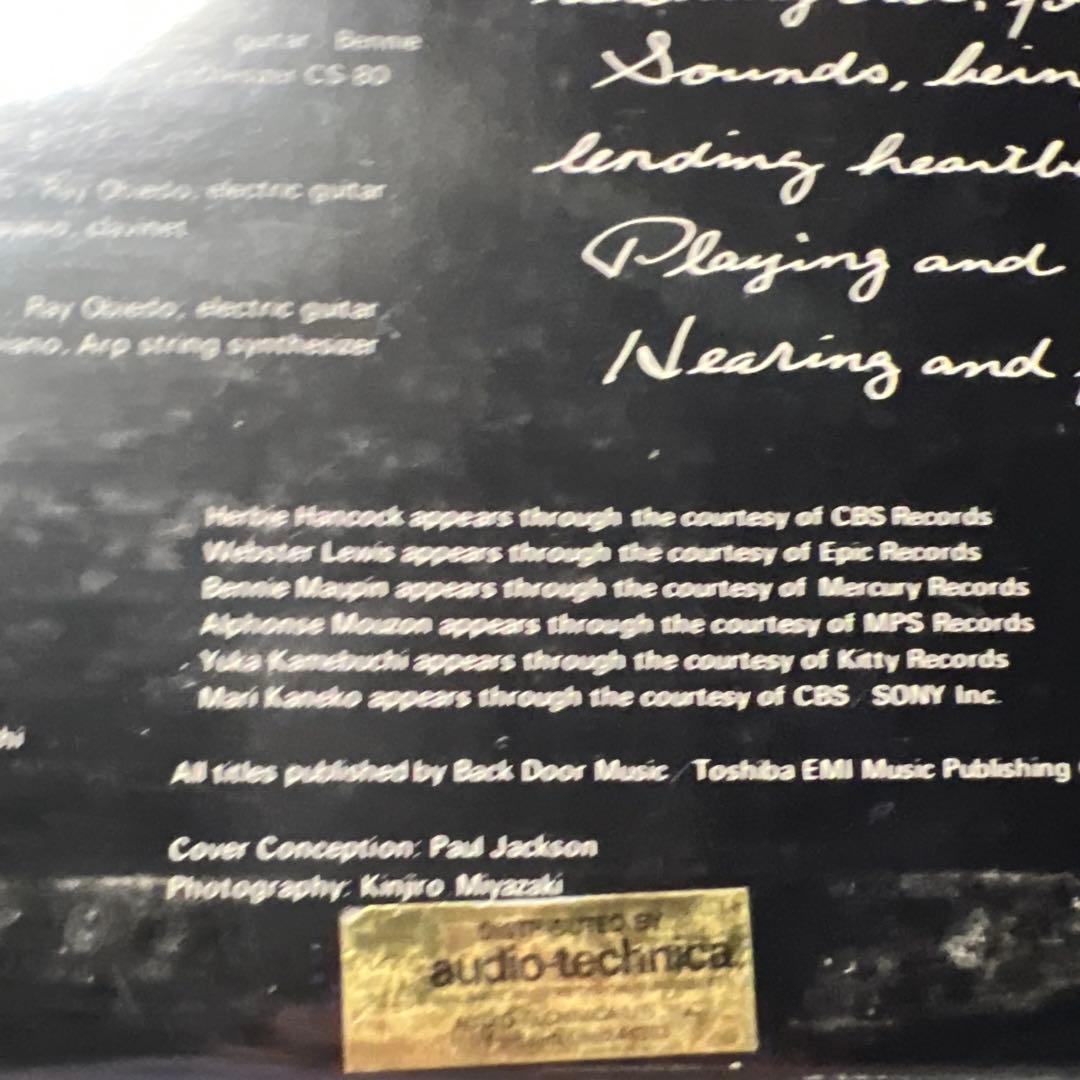 guitar Bennie
CS-80
Ray Obiedo, electric guitar
clavinet
Ray Obiedo, electric guitar,
Arp string synthesizer
Sounds, bein
lending heartb
Playing and
Hearing and
Herbie Hancock appears through the courtesy of CBS Records
Webster Lewis appears through the courtesy of Epic Records
Bennie Maupin appears through the courtesy of Mercury Records
Alphonse Mouzon appears through the courtesy of MPS Records
Yuka Kamebuchi appears through the courtesy of Kitty Records
Mari Kaneko appears through the courtesy of CBS / SONY Inc.
All titles published by Back Door Music / Toshiba EMI Music Publishing
Cover Conception: Paul Jackson
Photography: Kinjiro Miyazaki
DISTRIBUTED BY
audio-technica